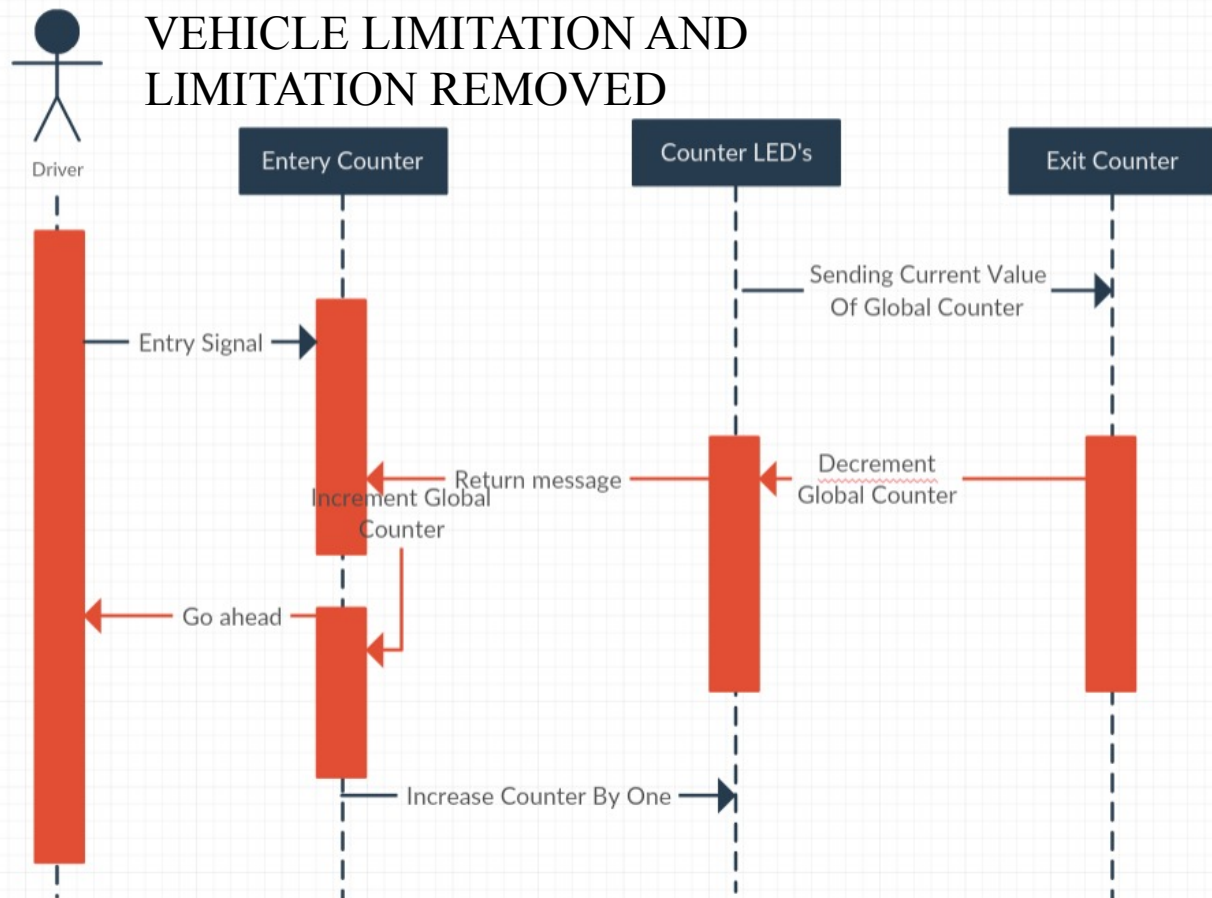 VEHICLE LIMITATION AND
LIMITATION REMOVED
Driver
Entery Counter
Counter LED's
Exit Counter
Sending Current Value
Of Global Counter
Entry Signal
Return message
Decrement
Global Counter
Increment Global
Counter
Go ahead
Increase Counter By One